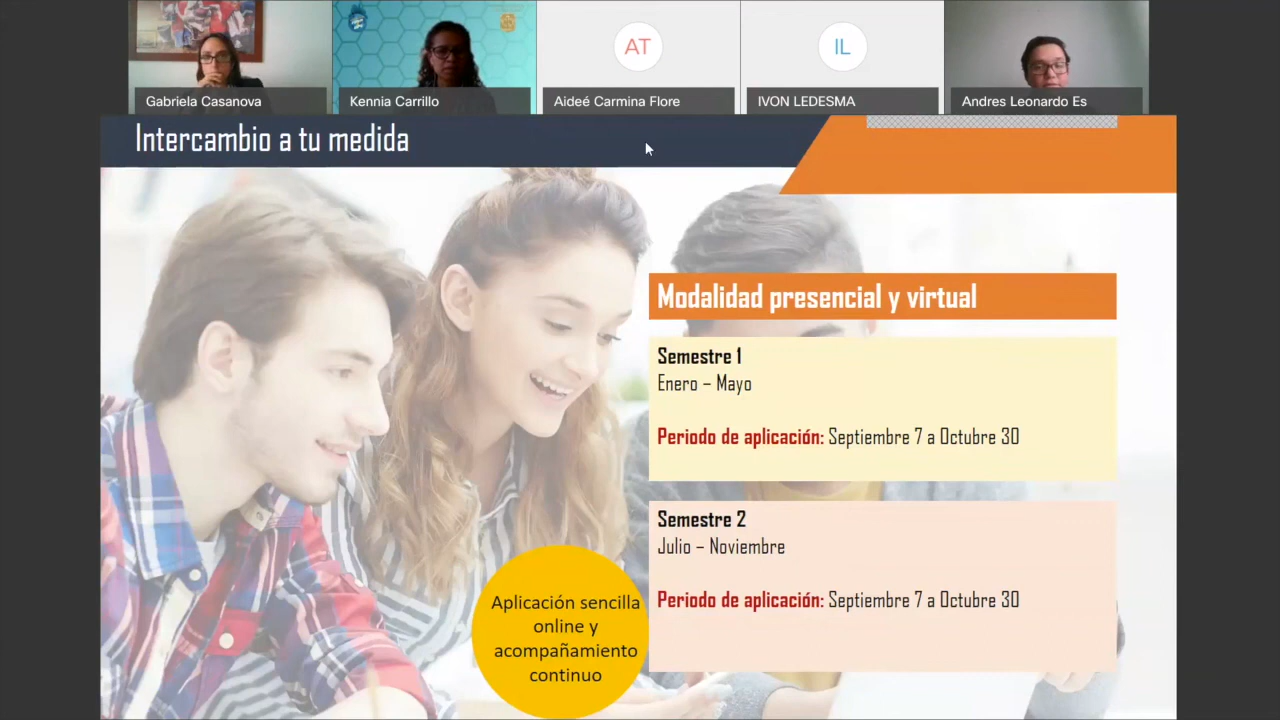 AT
IL
Gabriela Casanova
Kennia Carrillo
Aideé Carmina Flore
IVON LEDESMA
Andres Leonardo Es
Intercambio a tu medida
Modalidad presencial y virtual
Semestre 1
Enero – Mayo
Periodo de aplicación: Septiembre 7 a Octubre 30
Semestre 2
Julio – Noviembre
Periodo de aplicación: Septiembre 7 a Octubre 30
Aplicación sencilla
online y
acompañamiento
continuo